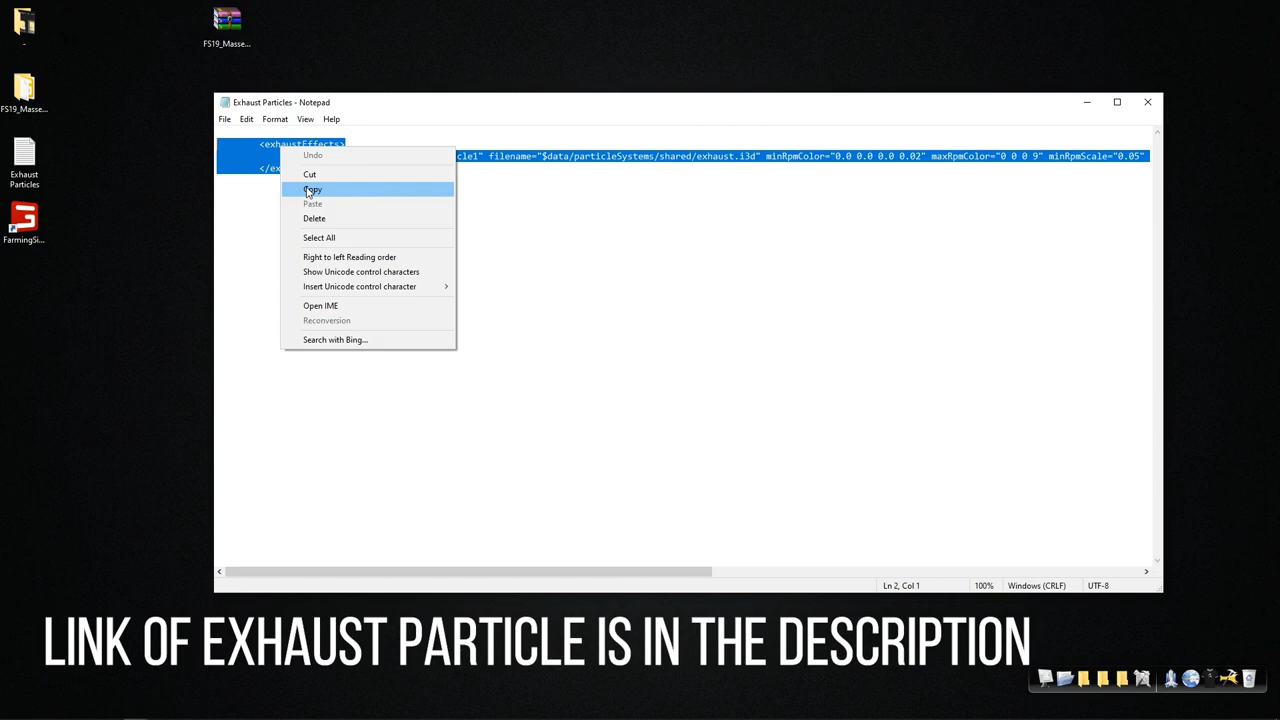 -
FS19_Masse...
FS19_Masse...
Exhaust
Particles
FarmingSi...
Exhaust Particles - Notepad
File Edit Format View Help
<exhaustEffects>
cle1" filename="$data/particleSystems/shared/exhaust.i3d" minRpmColor="0.0 0.0 0.0 0.02" maxRpmColor="0 0 0 9" minRpmScale="0.05"
</ex
Undo
Cut
Copy
Paste
Delete
Select All
Right to left Reading order
Show Unicode control characters
Insert Unicode control character
Open IME
Reconversion
Search with Bing...
Ln 2, Col 1 100% Windows (CRLF) UTF-8
LINK OF EXHAUST PARTICLE IS IN THE DESCRIPTION